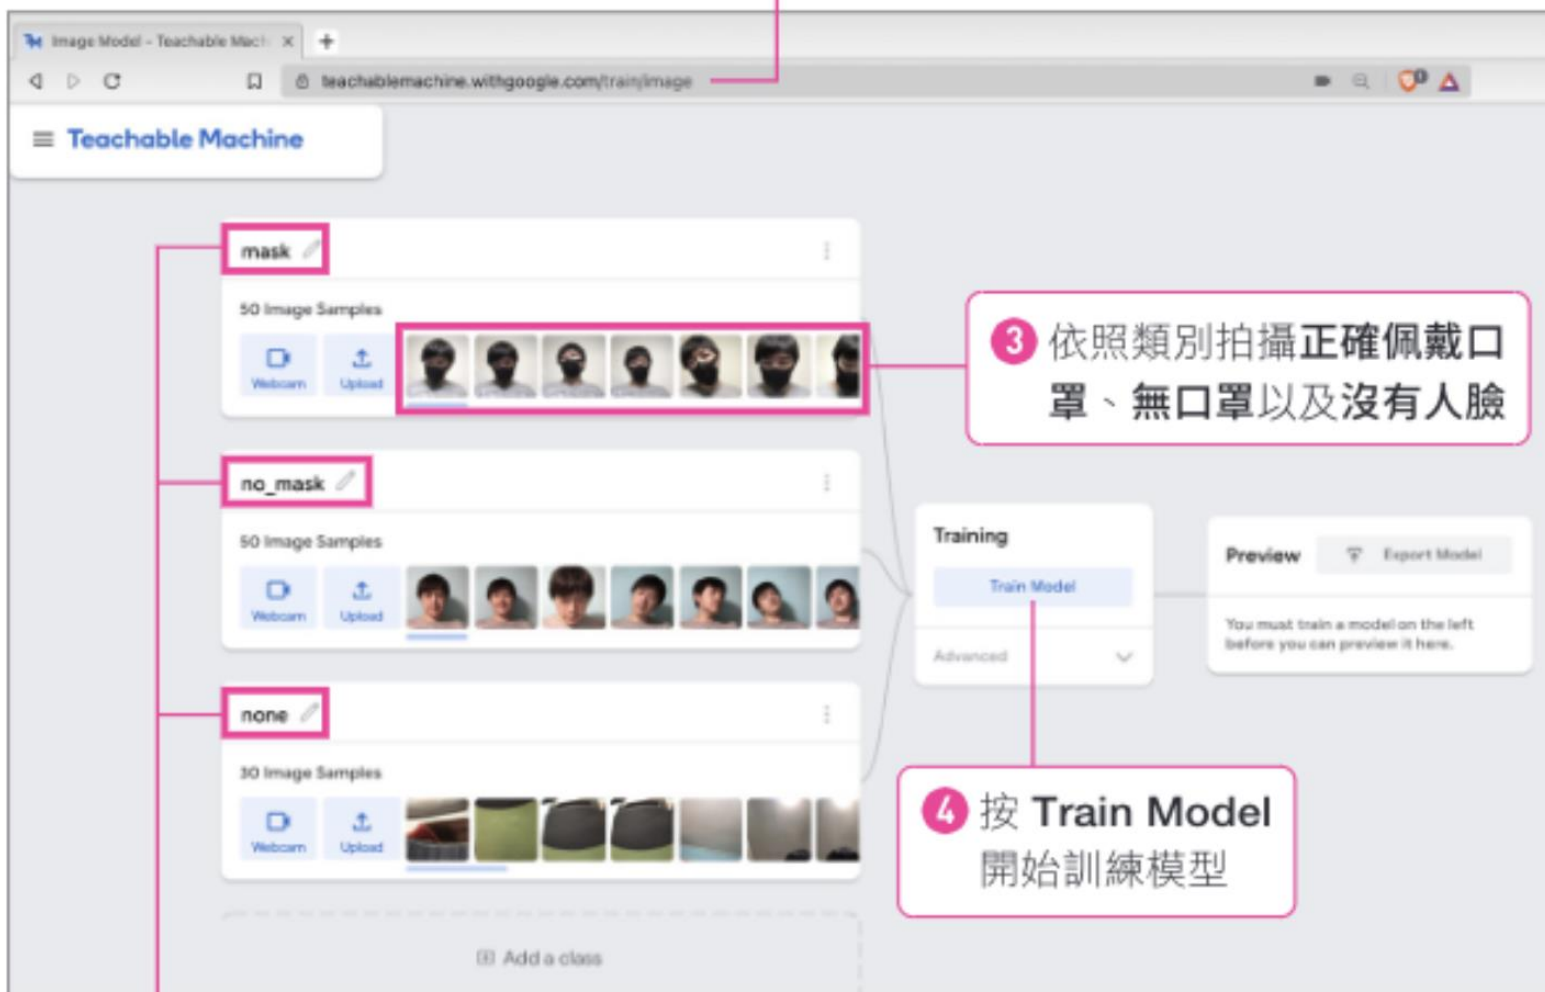 Image Model - Teachable Mach
teachablemachine.withgoogle.com/train/image
Teachable Machine
mask
50 Image Samples
Webcam
Upload
❸ 依照類別拍攝正確佩戴口
罩、無口罩以及沒有人臉
no_mask
50 Image Samples
Webcam
Upload
Training
Train Model
Advanced
Preview
Export Model
You must train a model on the left
before you can preview it here.
none
30 Image Samples
Webcam
Upload
❹ 按 Train Model
開始訓練模型
Add a class